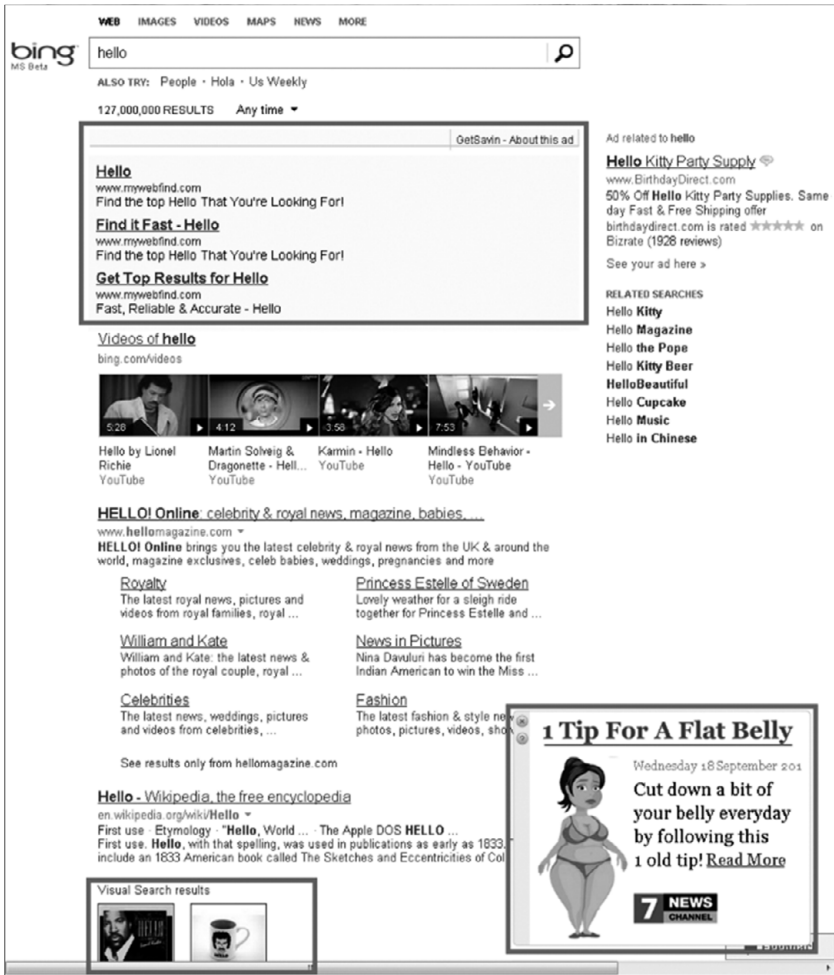 WEB IMAGES VIDEOS MAPS NEWS MORE
bing
MS Beta
hello
ALSO TRY: People · Hola · Us Weekly
127,000,000 RESULTS Any time
GetSavin - About this ad
Hello
www.mywebfind.com
Find the top Hello That You're Looking For!
Find it Fast - Hello
www.mywebfind.com
Find the top Hello That You're Looking For!
Get Top Results for Hello
www.mywebfind.com
Fast, Reliable & Accurate - Hello
Ad related to hello
Hello Kitty Party Supply
www.BirthdayDirect.com
50% Off Hello Kitty Party Supplies. Same
day Fast & Free Shipping offer
birthdaydirect.com is rated ★★★★★ on
Bizrate (1928 reviews)
See your ad here »
RELATED SEARCHES
Hello Kitty
Hello Magazine
Hello the Pope
Hello Kitty Beer
HelloBeautiful
Hello Cupcake
Hello Music
Hello in Chinese
Videos of hello
bing.com/videos
5:28 4:12 3:58 7:53
Hello by Lionel
Richie
YouTube
Martin Solveig &
Dragonette - Hell...
YouTube
Karmin - Hello
YouTube
Mindless Behavior -
Hello - YouTube
YouTube
HELLO! Online: celebrity & royal news, magazine, babies, ...
www.hellomagazine.com
HELLO! Online brings you the latest celebrity & royal news from the UK & around the
world, magazine exclusives, celeb babies, weddings, pregnancies and more
Royalty
The latest royal news, pictures and
videos from royal families, royal ...
Princess Estelle of Sweden
Lovely weather for a sleigh ride
together for Princess Estelle and ...
William and Kate
William and Kate: the latest news &
photos of the royal couple, royal ...
News in Pictures
Nina Davuluri has become the first
Indian American to win the Miss ...
Celebrities
The latest news, weddings, pictures
and videos from celebrities, ...
Fashion
The latest fashion & style
photos, pictures, videos,
See results only from hellomagazine.com
Hello - Wikipedia, the free encyclopedia
en.wikipedia.org/wiki/Hello
First use · Etymology · "Hello, World ... · The Apple DOS HELLO ...
First use. Hello, with that spelling, was used in publications as early as 1833.
include an 1833 American book called The Sketches and Eccentricities of Col
1 Tip For A Flat Belly
Wednesday 18 September 201
Cut down a bit of
your belly everyday
by following this
1 old tip! Read More
7 NEWS
CHANNEL
Visual Search results